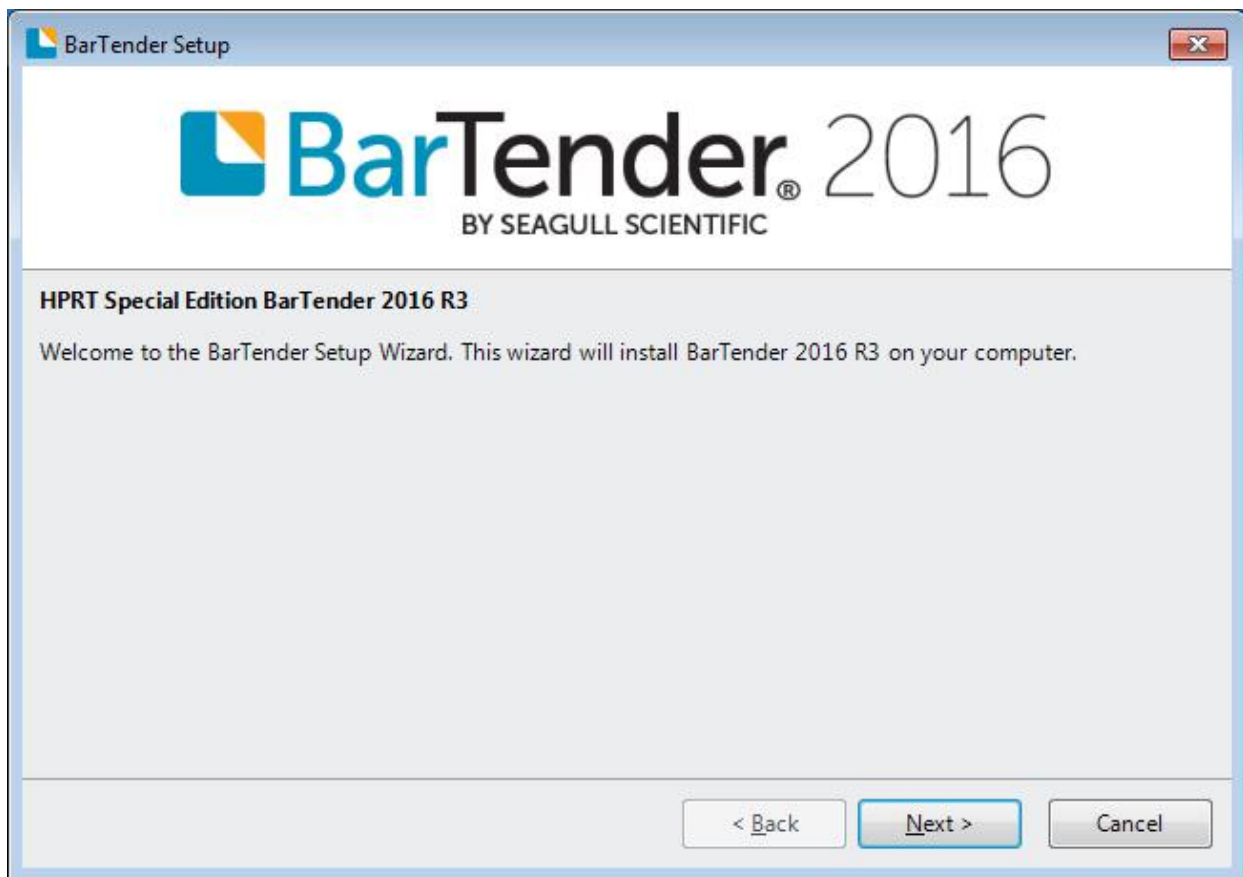 BarTender Setup
BarTender® 2016
BY SEAGULL SCIENTIFIC
HPRT Special Edition BarTender 2016 R3
Welcome to the BarTender Setup Wizard. This wizard will install BarTender 2016 R3 on your computer.
< Back Next > Cancel